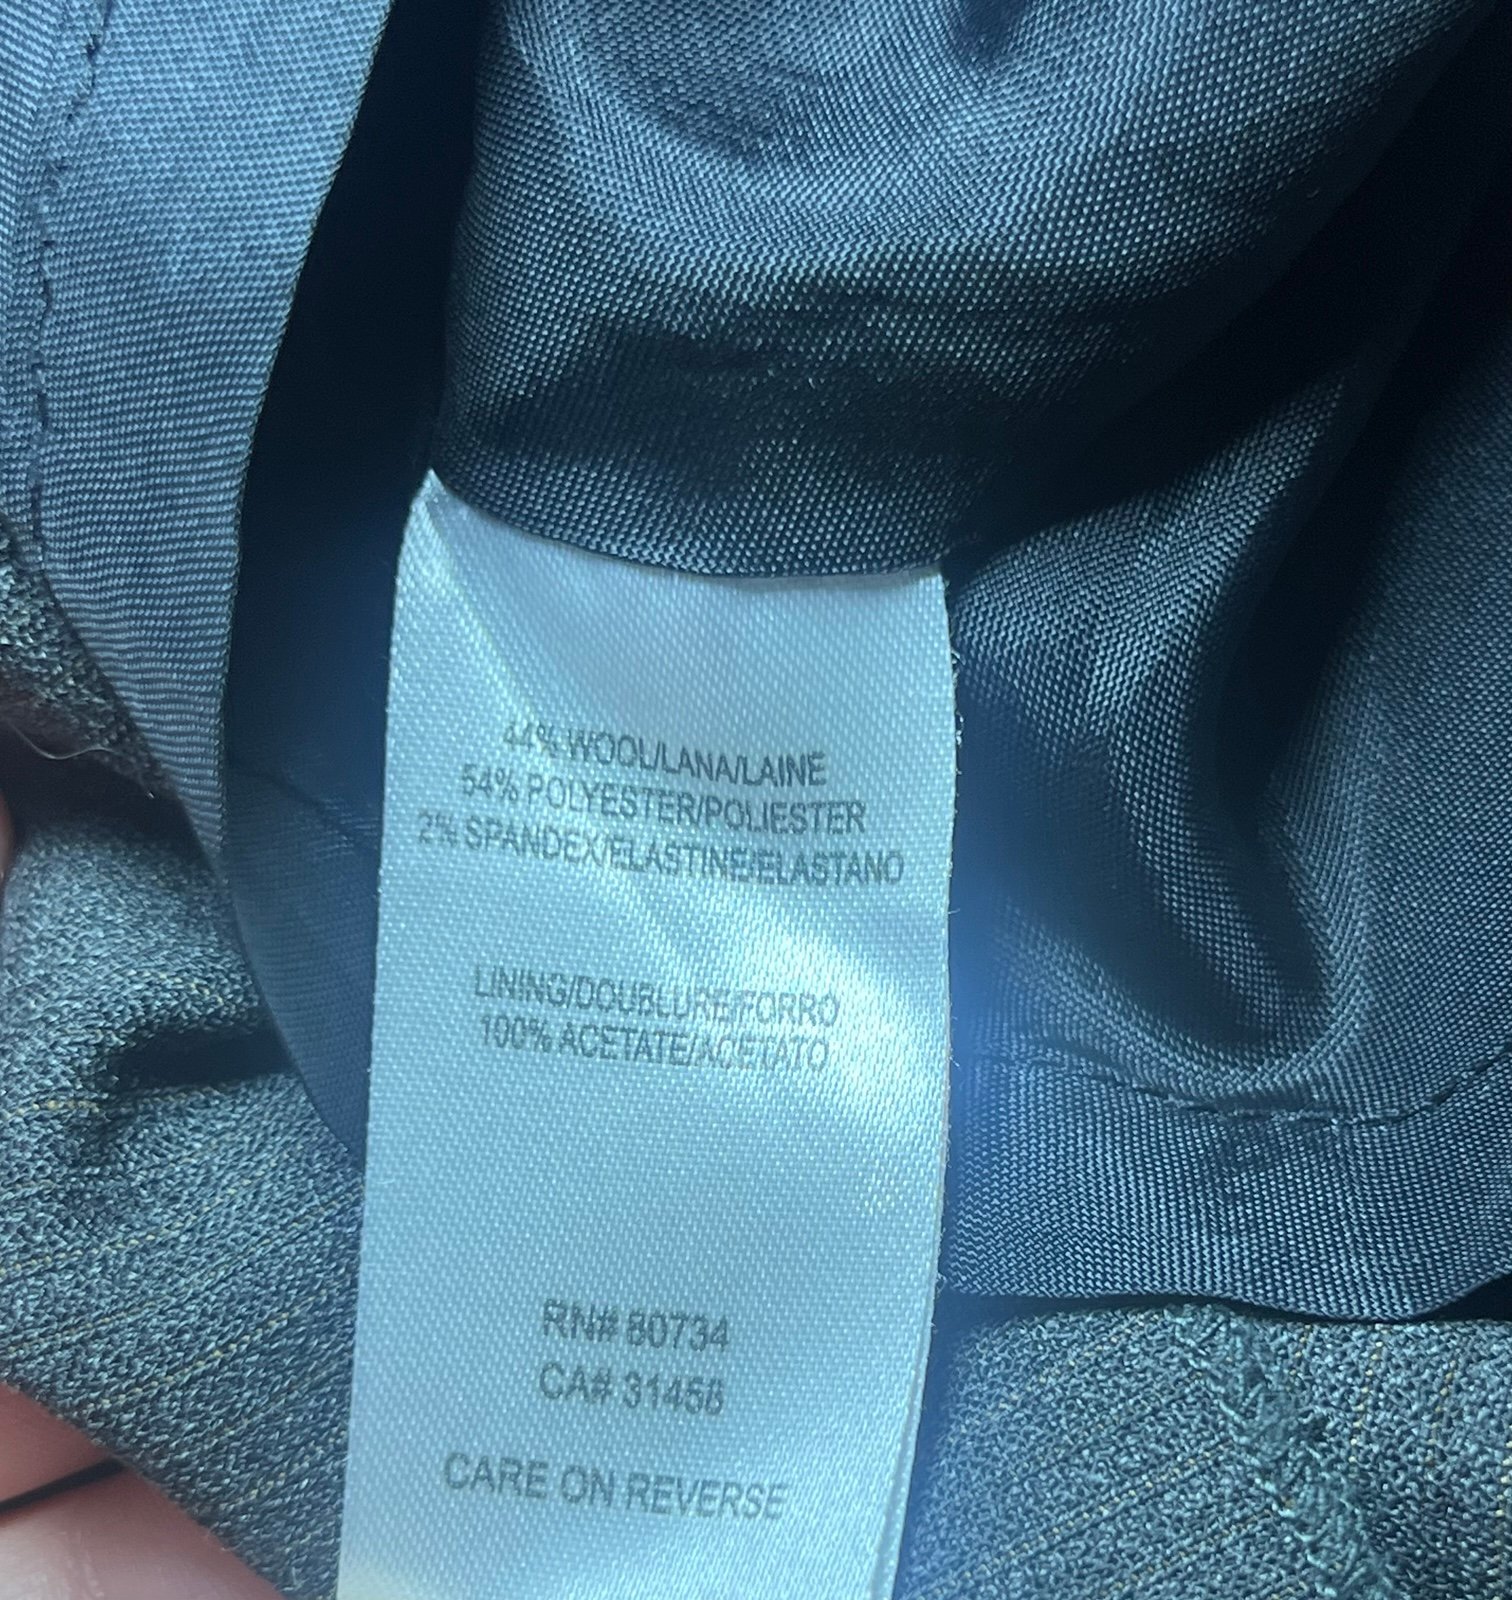 44% WOOL/LANA/LAINE
54% POLYESTER/POLIESTER
2% SPANDEX/ELASTINE/ELASTANO
LINING/DOUBLURE/FORRO
100% ACETATE/ACETATO
RN# 80734
CA# 31458
CARE ON REVERSE